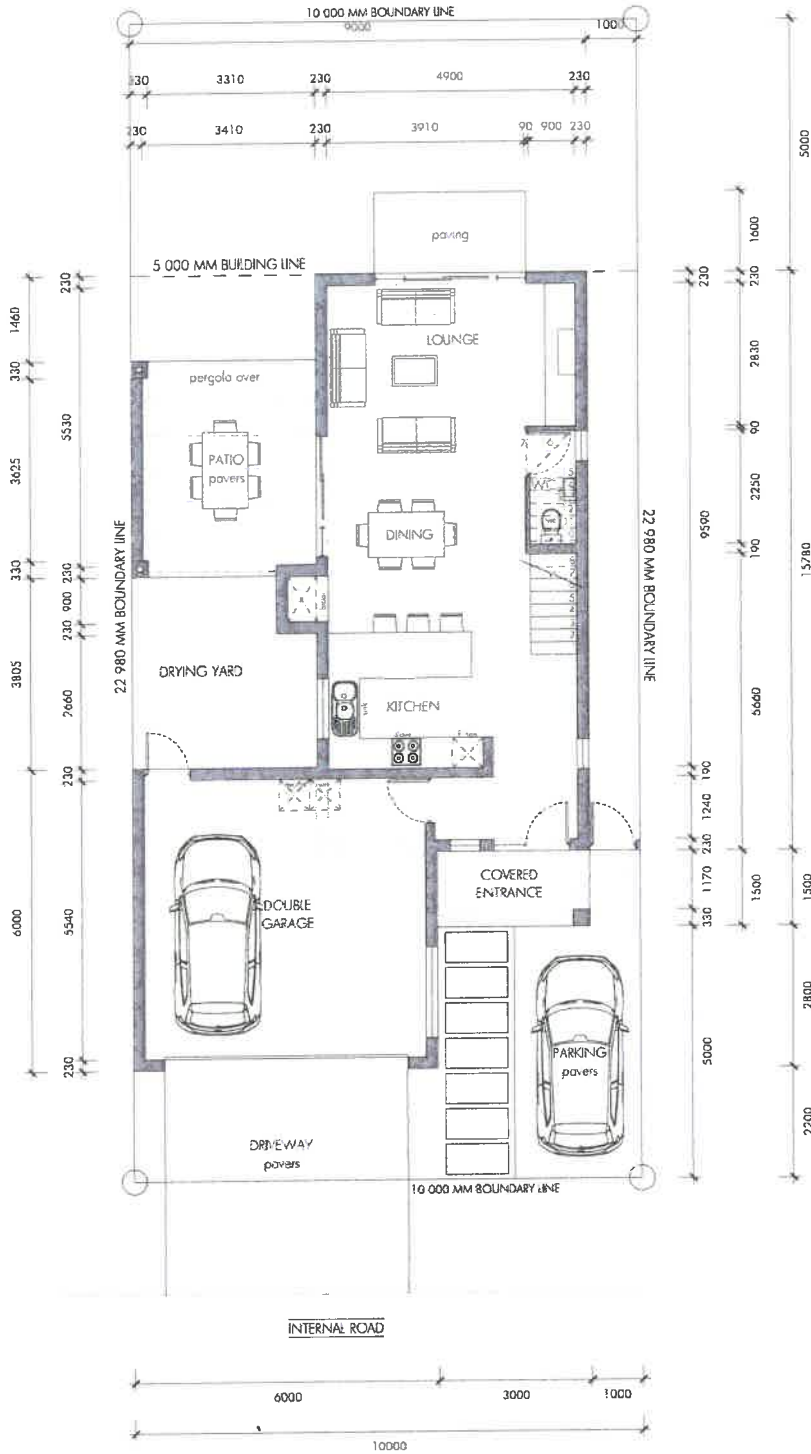 10 000 MM BOUNDARY LINE
9000
1000
3310
230
4900
230
230
3410
230
3910
90
900
230
5000
1600
230
paving
5 000 MM BUILDING LINE
230
230
LOUNGE
1460
2830
330
pergola over
5530
90
PATIO
pavers
3625
2250
WC
DINING
9590
15780
22 980 MM BOUNDARY LINE
22 980 MM BOUNDARY LINE
190
330
230
900
230
DRYING YARD
3805
2660
6660
KITCHEN
230
190
1240
230
COVERED
ENTRANCE
1170
1500
1500
330
DOUBLE
GARAGE
6000
5540
2800
5000
PARKING
pavers
230
2200
DRIVEWAY
pavers
10 000 MM BOUNDARY LINE
INTERNAL ROAD
6000
3000
1000
10000